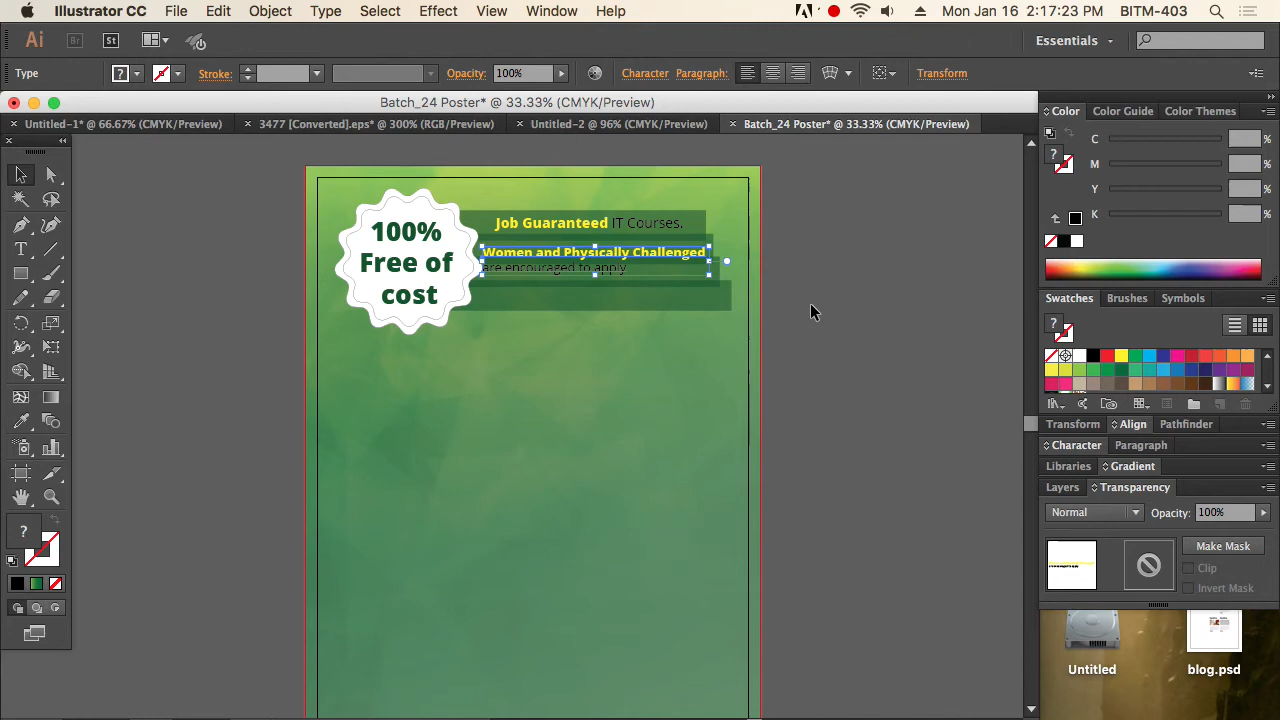 Illustrator CC File Edit Object Type Select Effect View Window Help
Mon Jan 16 2:17:23 PM BITM-403
Ai Br St
Essentials
Type
?
Stroke:
Opacity: 100%
Character
Paragraph:
Transform
Batch_24 Poster* @ 33.33% (CMYK/Preview)
Untitled-1* @ 66.67% (CMYK/Preview)
3477 [Converted].eps* @ 300% (RGB/Preview)
Untitled-2 @ 96% (CMYK/Preview)
Batch_24 Poster* @ 33.33% (CMYK/Preview)
100%
Free of
cost
Job Guaranteed IT Courses.
Women and Physically Challenged
are encouraged to apply
?
Color Color Guide Color Themes
?
C %
M %
Y %
K %
Swatches Brushes Symbols
?
Transform Align Pathfinder
Character Paragraph
Libraries Gradient
Layers Transparency
Normal Opacity: 100%
Make Mask
Clip
Invert Mask
Untitled
blog.psd